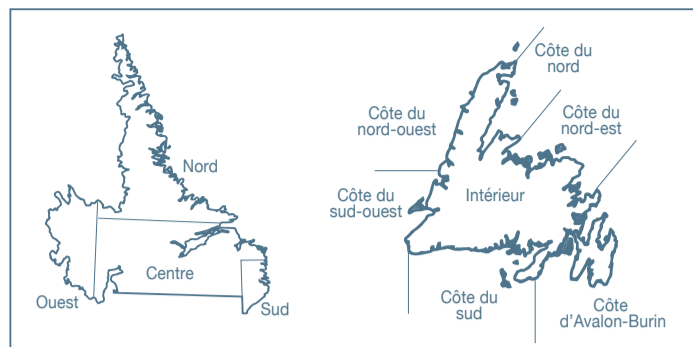 Nord
Centre
Ouest
Sud
Côte du
nord
Côte du
nord-ouest
Côte du
nord-est
Côte du
sud-ouest
Intérieur
Côte du
sud
Côte
d'Avalon-Burin